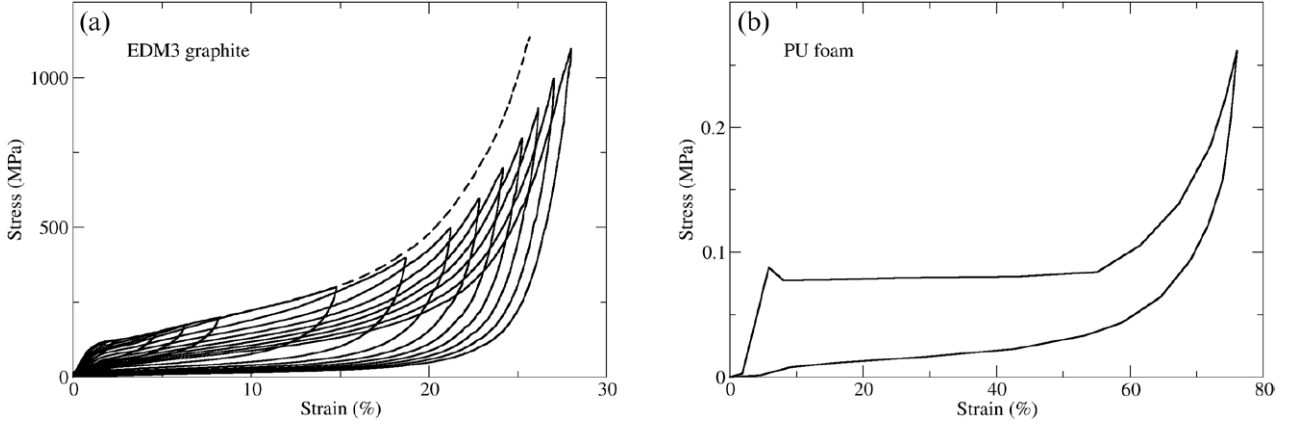 (a)
EDM3 graphite
1000
500
0
Stress (MPa)
0 10 20 30
Strain (%)
(b)
PU foam
0.2
0.1
0
Stress (MPa)
0 20 40 60 80
Strain (%)